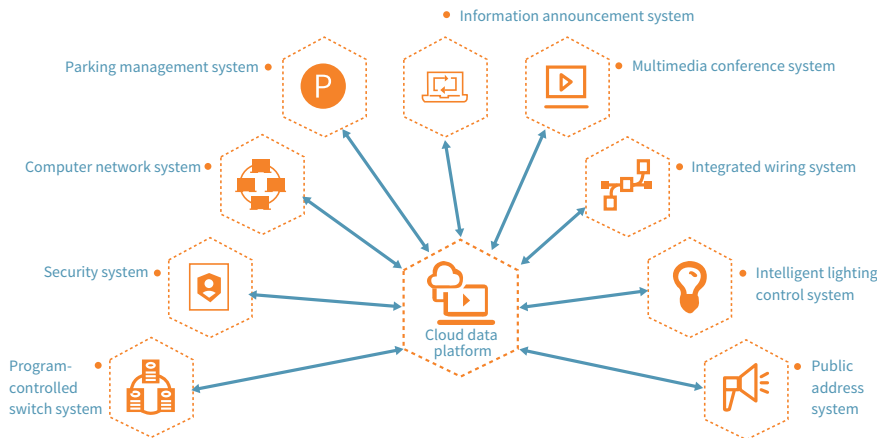 Information announcement system
Parking management system
Multimedia conference system
P
Computer network system
Integrated wiring system
Security system
Intelligent lighting
control system
Cloud data
platform
Program-
controlled
switch system
Public
address
system